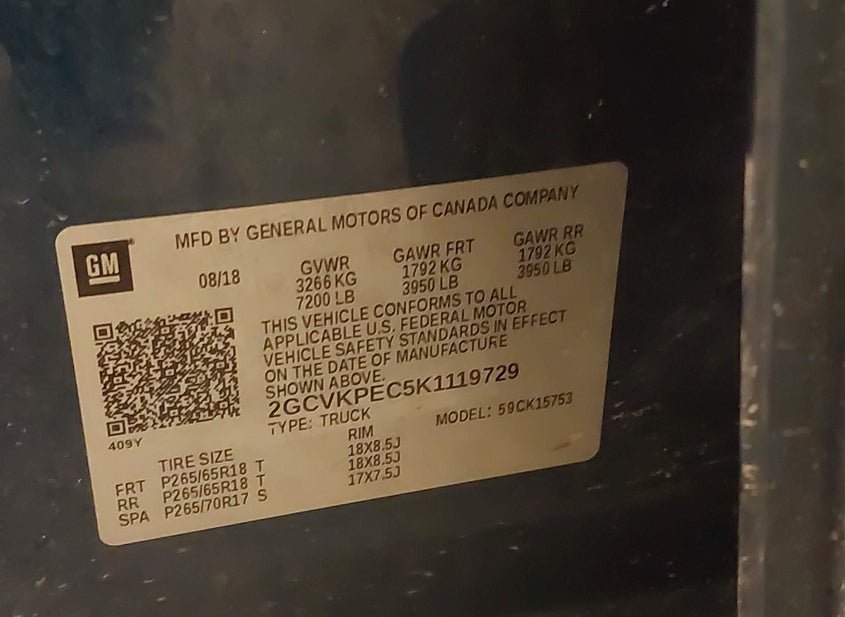 MFD BY GENERAL MOTORS OF CANADA COMPANY
GM
08/18
GVWR GAWR FRT GAWR RR
3266 KG 1792 KG 1792 KG
7200 LB 3950 LB 3950 LB
THIS VEHICLE CONFORMS TO ALL
APPLICABLE U.S. FEDERAL MOTOR
VEHICLE SAFETY STANDARDS IN EFFECT
ON THE DATE OF MANUFACTURE
SHOWN ABOVE.
2GCVKPEC5K1119729
TYPE: TRUCK MODEL: 59CK15753
409Y
TIRE SIZE RIM
FRT P265/65R18 T 18X8.5J
RR P265/65R18 T 18X8.5J
SPA P265/70R17 S 17X7.5J